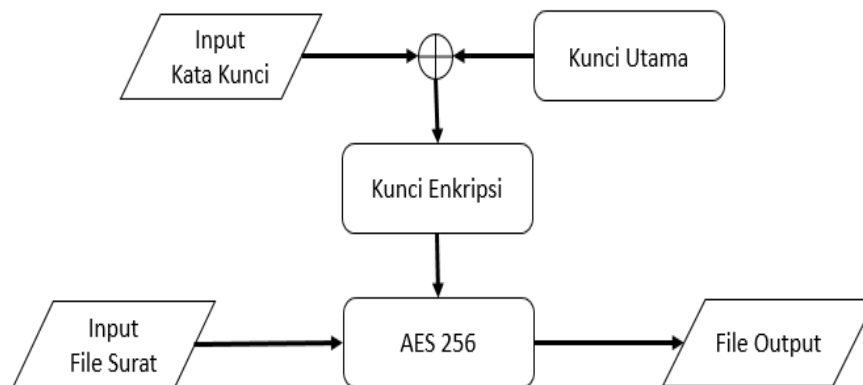 Input
Kata Kunci
Kunci Utama
Kunci Enkripsi
Input
File Surat
AES 256
File Output